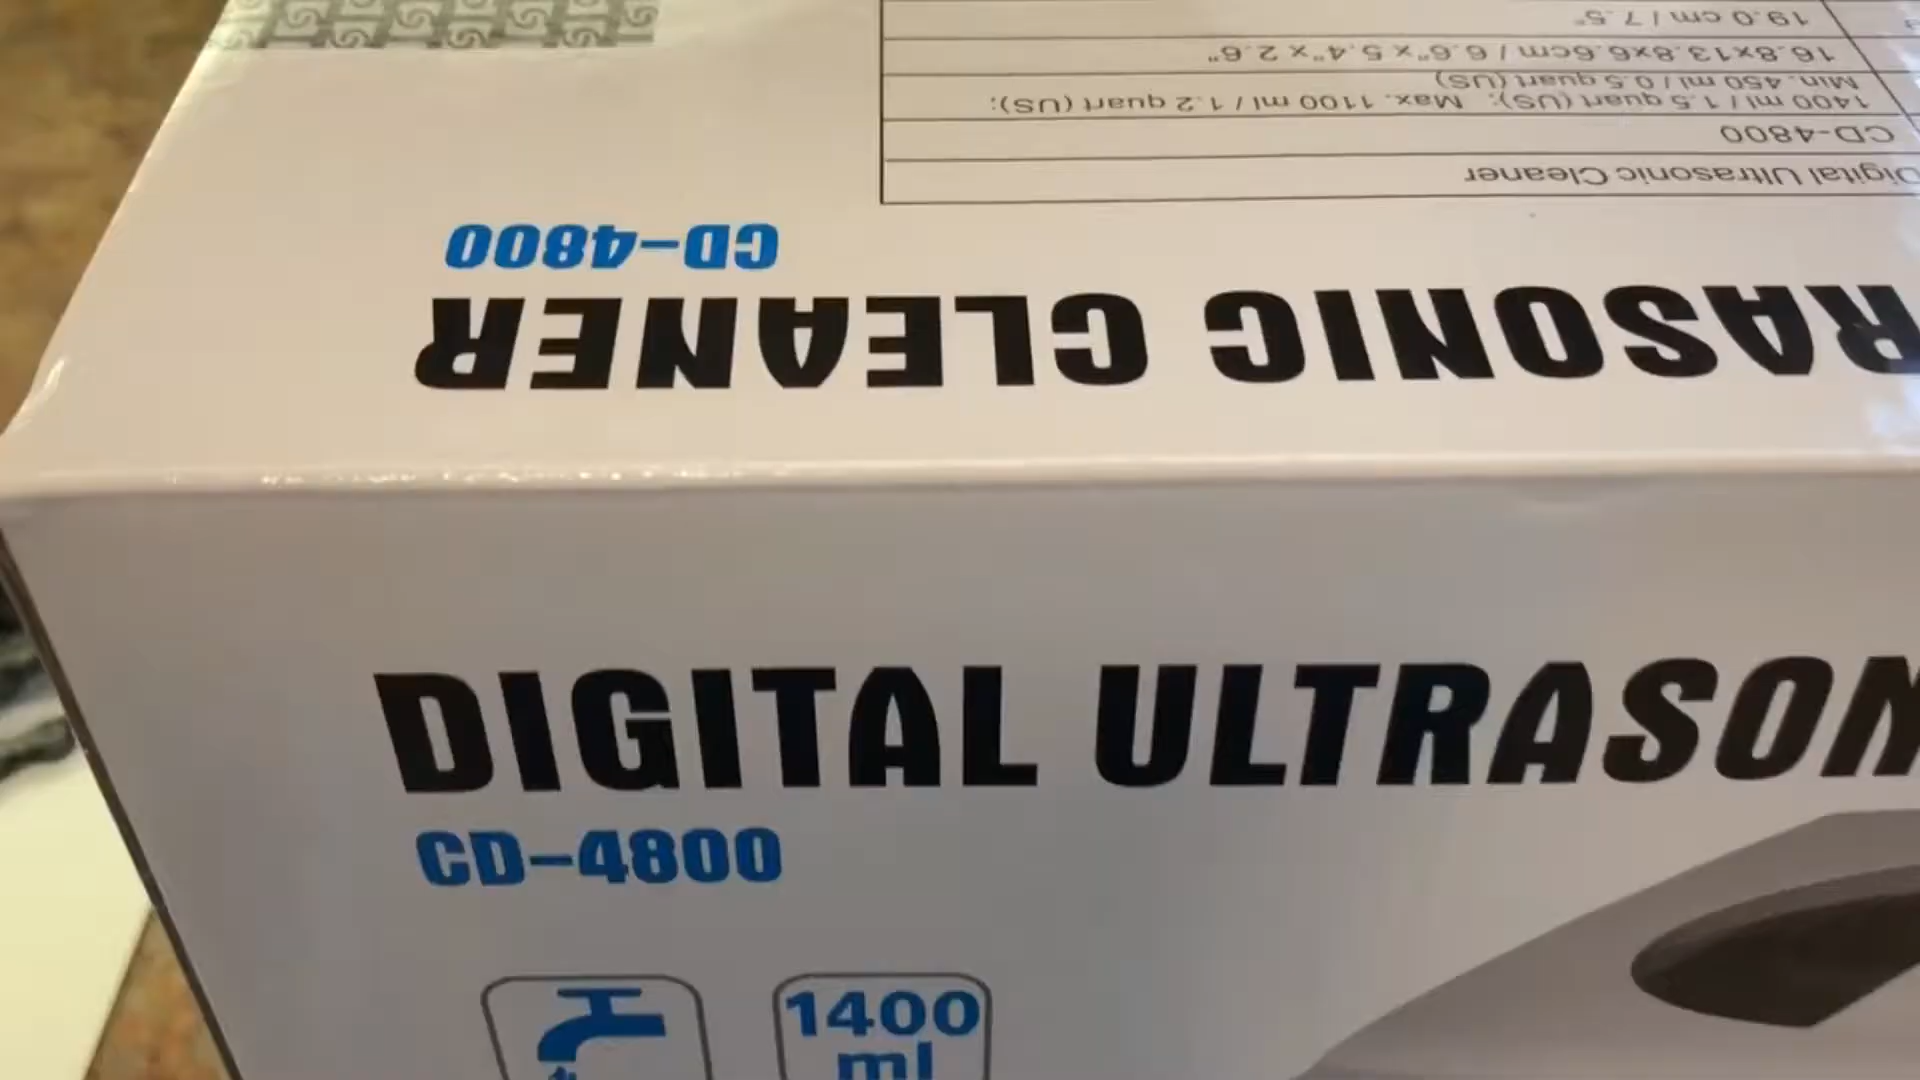 19.0 cm / 7.5"
16.8x13.8x6.6cm / 6.6"x 5.4"x 2.6"
Min. 450 ml / 0.5 quart (US)
1400 ml / 1.5 quart (US); Max. 1100 ml / 1.2 quart (US);
CD-4800
Digital Ultrasonic Cleaner
CD-4800
RASONIC CLEANER
DIGITAL ULTRASON
CD-4800
1400
ml